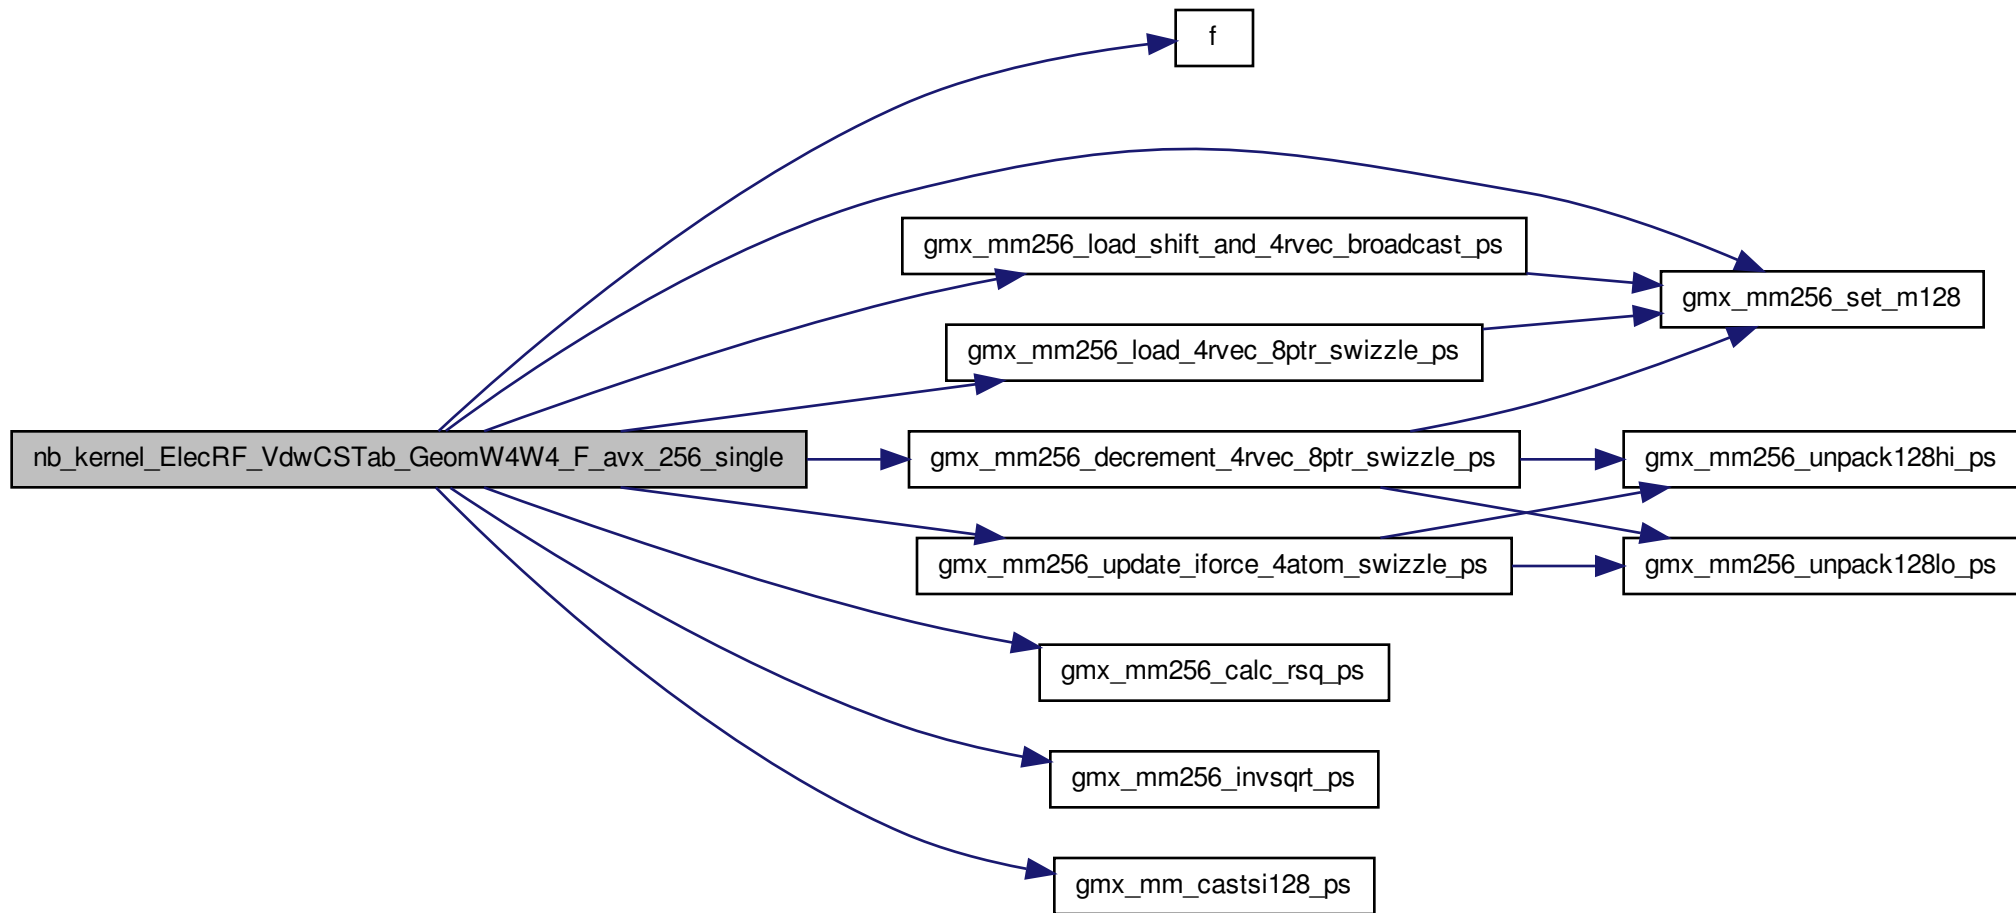 f
gmx_mm256_load_shift_and_4rvec_broadcast_ps
gmx_mm256_set_m128
gmx_mm256_load_4rvec_8ptr_swizzle_ps
nb_kernel_ElecRF_VdwCSTab_GeomW4W4_F_avx_256_single
gmx_mm256_decrement_4rvec_8ptr_swizzle_ps
gmx_mm256_unpack128hi_ps
gmx_mm256_update_iforce_4atom_swizzle_ps
gmx_mm256_unpack128lo_ps
gmx_mm256_calc_rsq_ps
gmx_mm256_invsqrt_ps
gmx_mm_castsi128_ps